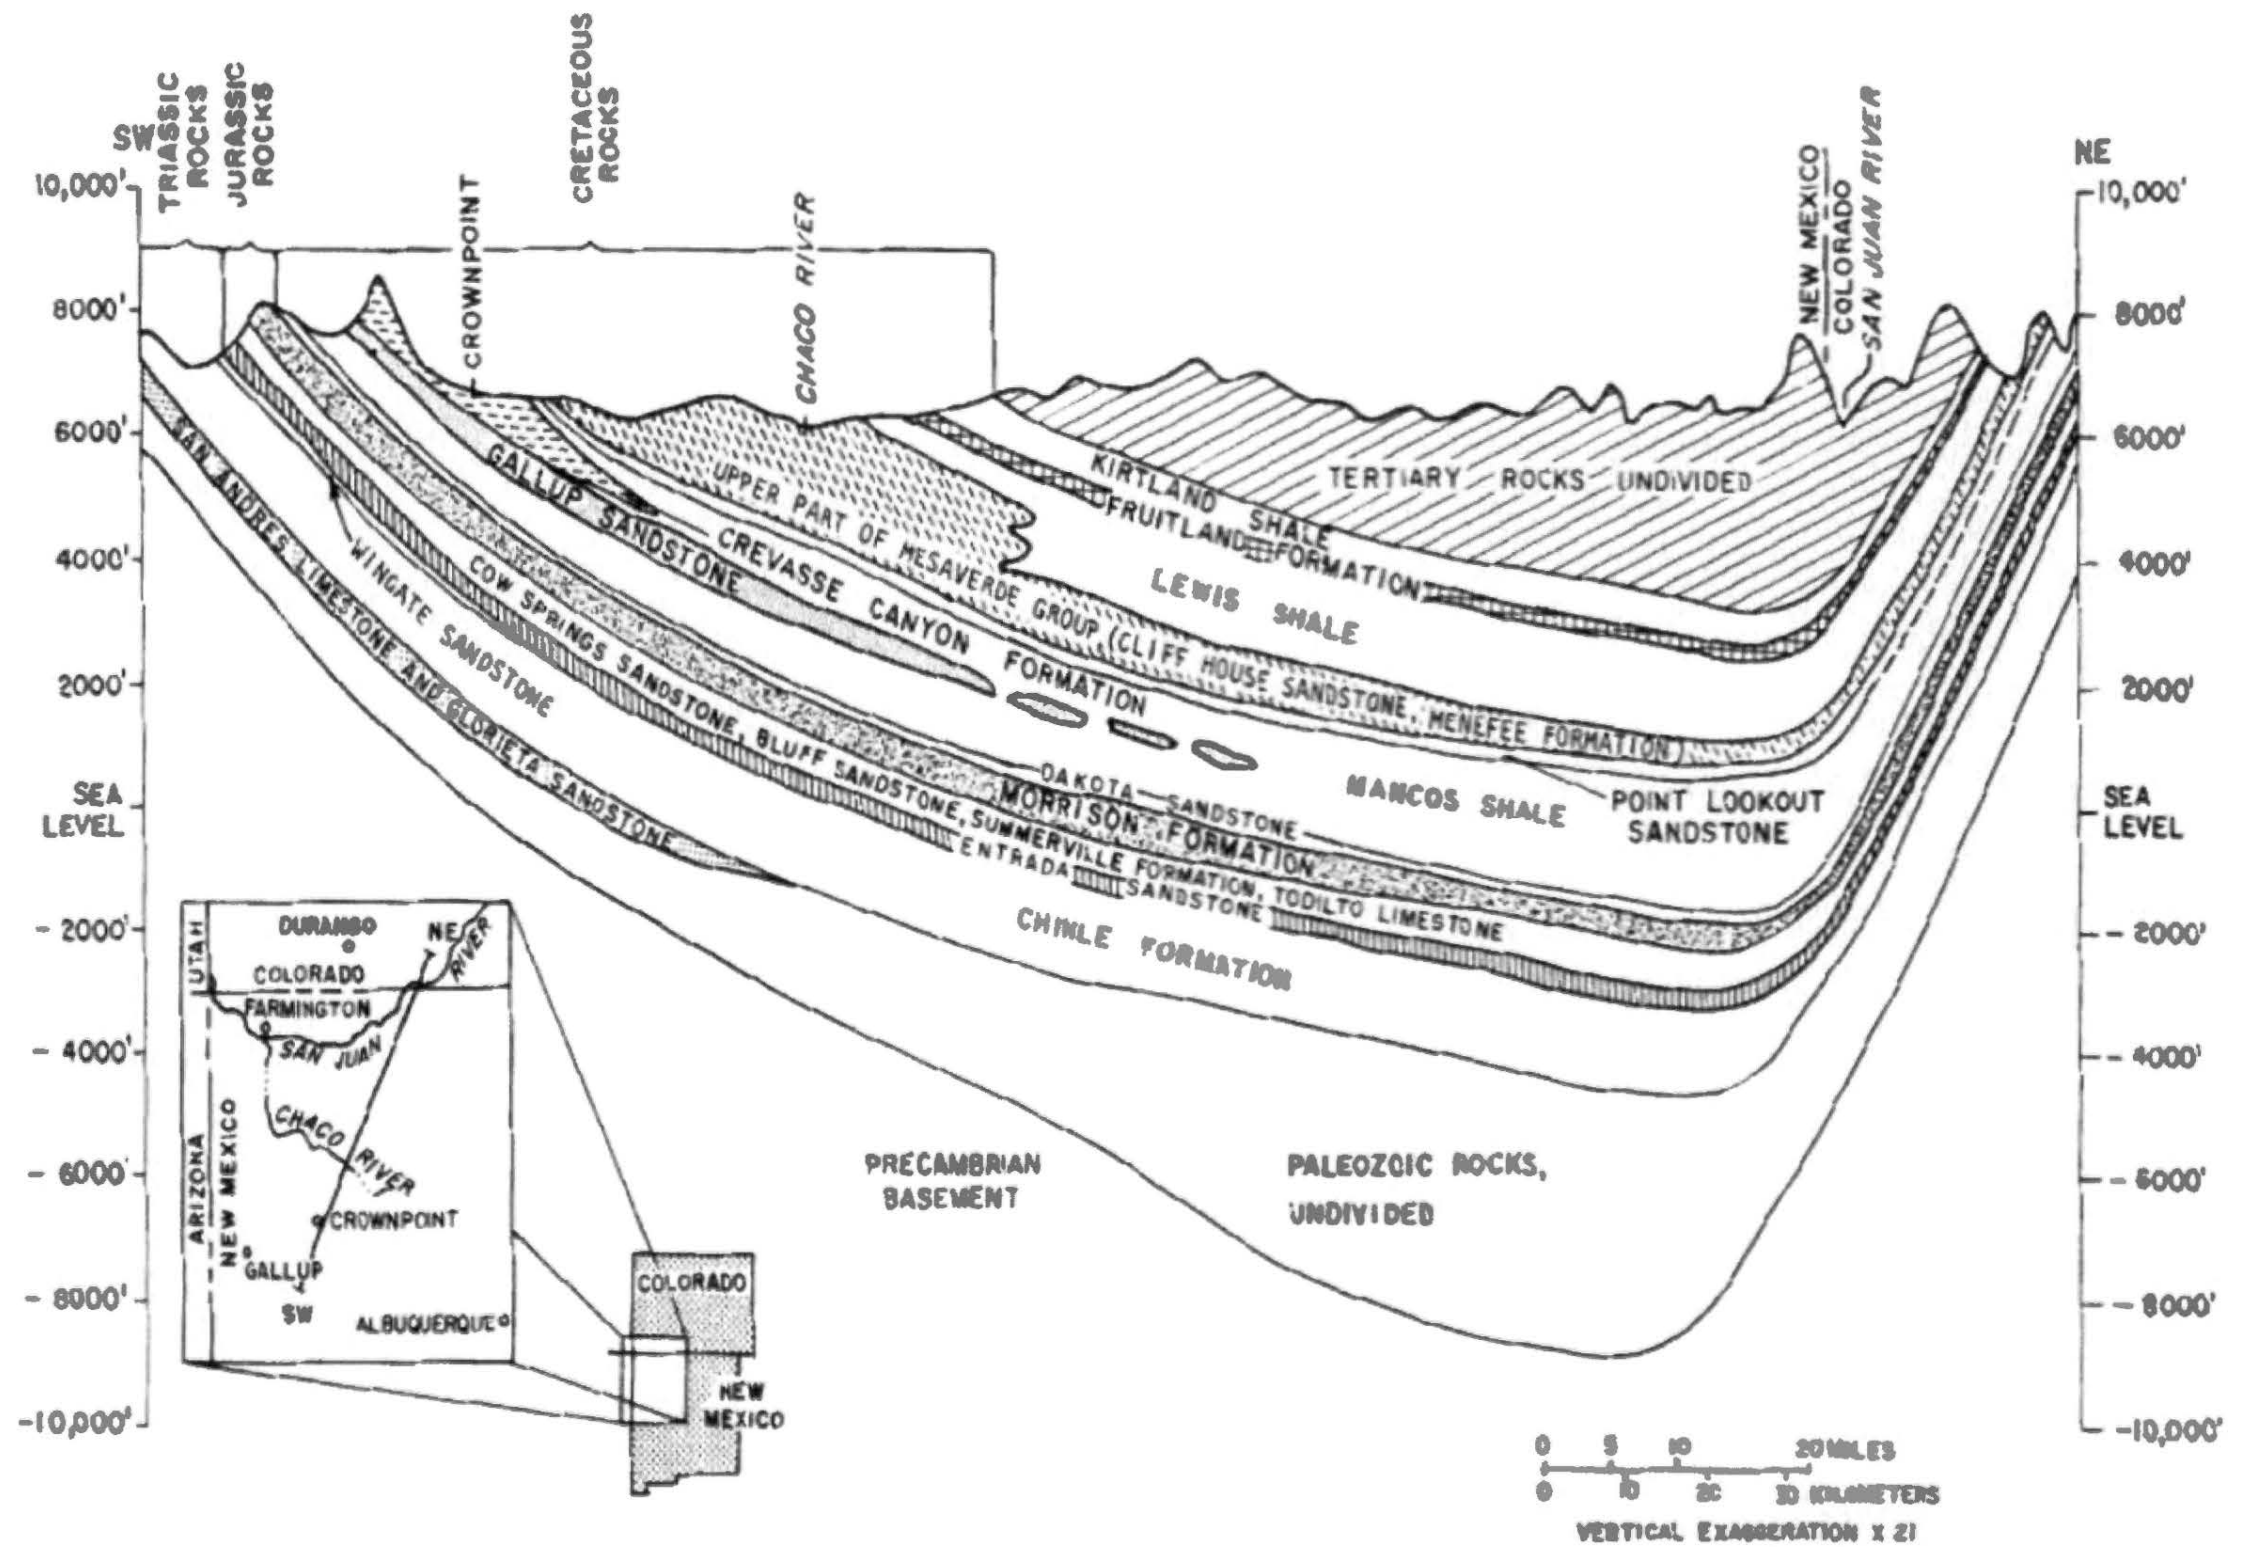 SW
TRIASSIC
ROCKS
JURASSIC
ROCKS
CRETACEOUS
ROCKS
CROWNPOINT
CHACO RIVER
NEW MEXICO
COLORADO
SAN JUAN RIVER
NE
10,000'
8000'
6000'
4000'
2000'
SEA
LEVEL
- 2000'
- 4000'
- 6000'
- 8000'
-10,000'
10,000'
8000'
6000'
4000'
2000'
SEA
LEVEL
- 2000'
- 4000'
- 6000'
- 8000'
-10,000'
TERTIARY ROCKS UNDIVIDED
KIRTLAND SHALE
FRUITLAND FORMATION
LEWIS SHALE
UPPER PART OF MESAVERDE GROUP (CLIFF HOUSE SANDSTONE, MENEFEE FORMATION)
CREVASSE CANYON FORMATION
GALLUP SANDSTONE
POINT LOOKOUT
SANDSTONE
MANCOS SHALE
DAKOTA SANDSTONE
MORRISON FORMATION
COW SPRINGS SANDSTONE, BLUFF SANDSTONE, SUMMERVILLE FORMATION, TODILTO LIMESTONE
ENTRADA SANDSTONE
WINGATE SANDSTONE
CHINLE FORMATION
SAN ANDRES LIMESTONE AND GLORIETA SANDSTONE
PRECAMBRIAN
BASEMENT
PALEOZOIC ROCKS,
UNDIVIDED
UTAH
DURANGO
NE
RIVER
COLORADO
FARMINGTON
SAN JUAN
CHACO RIVER
ARIZONA
NEW MEXICO
CROWNPOINT
GALLUP
SW
ALBUQUERQUE
COLORADO
NEW
MEXICO
0 5 10 20 MILES
0 10 20 30 KILOMETERS
VERTICAL EXAGGERATION X 21